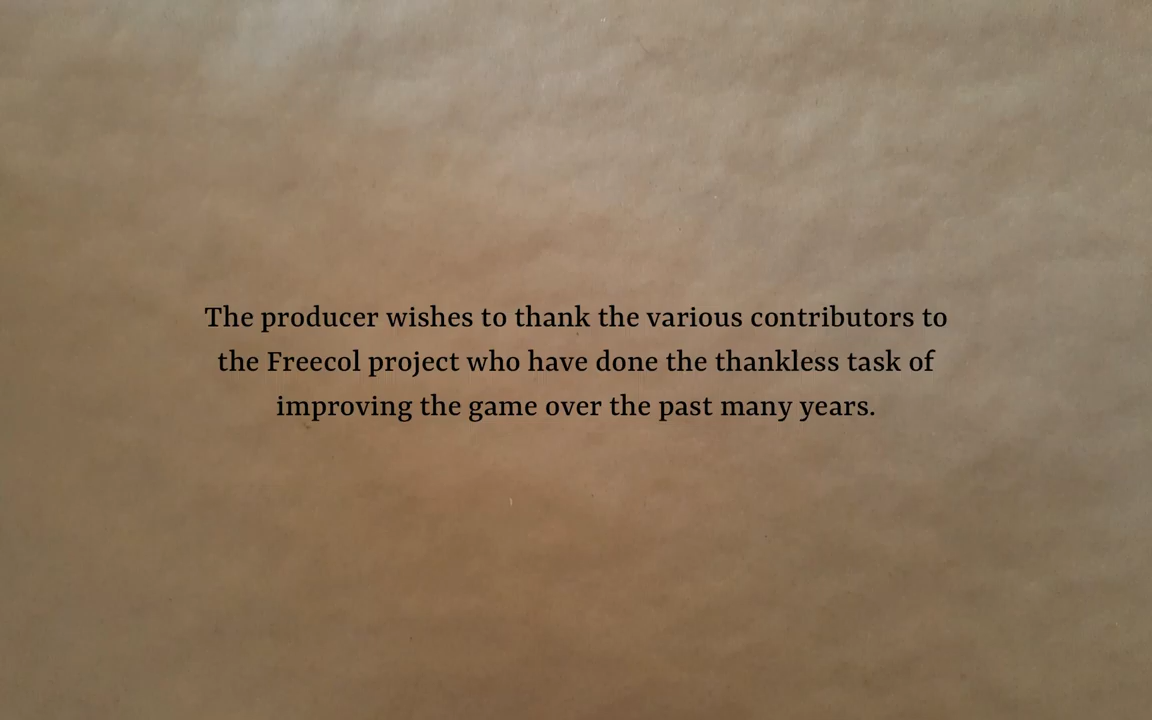 The producer wishes to thank the various contributors to
the Freecol project who have done the thankless task of
improving the game over the past many years.